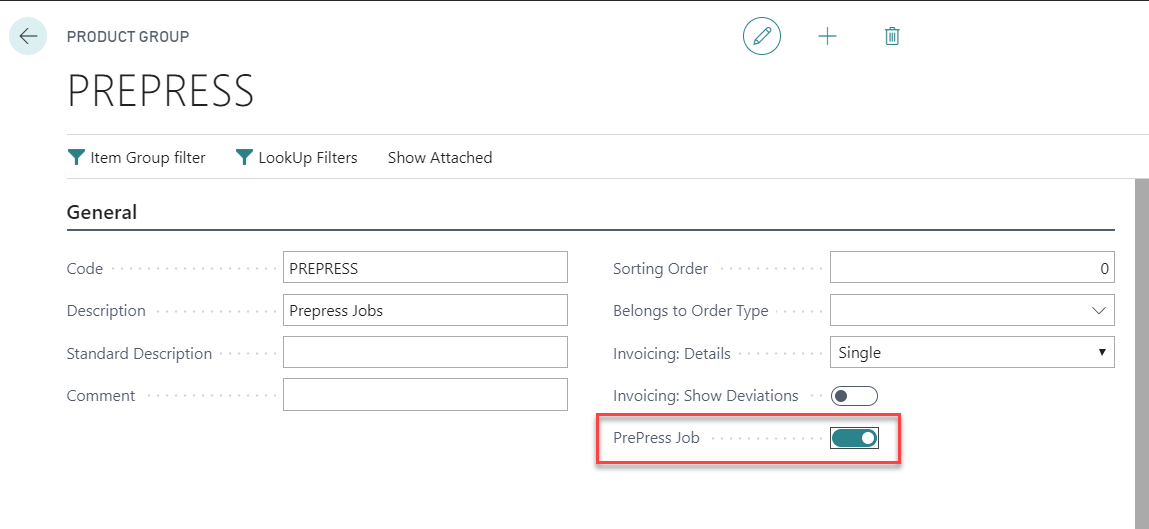 PRODUCT GROUP
PREPRESS
Item Group filter LookUp Filters Show Attached
General
Code PREPRESS
Description Prepress Jobs
Standard Description
Comment
Sorting Order 0
Belongs to Order Type
Invoicing: Details Single
Invoicing: Show Deviations
PrePress Job